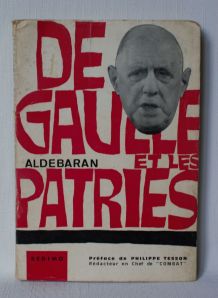 DE
GAULLE
ALDEBARAN
ET LES
PATRIES
Préface de PHILIPPE TESSON
Rédacteur en Chef de "COMBAT"